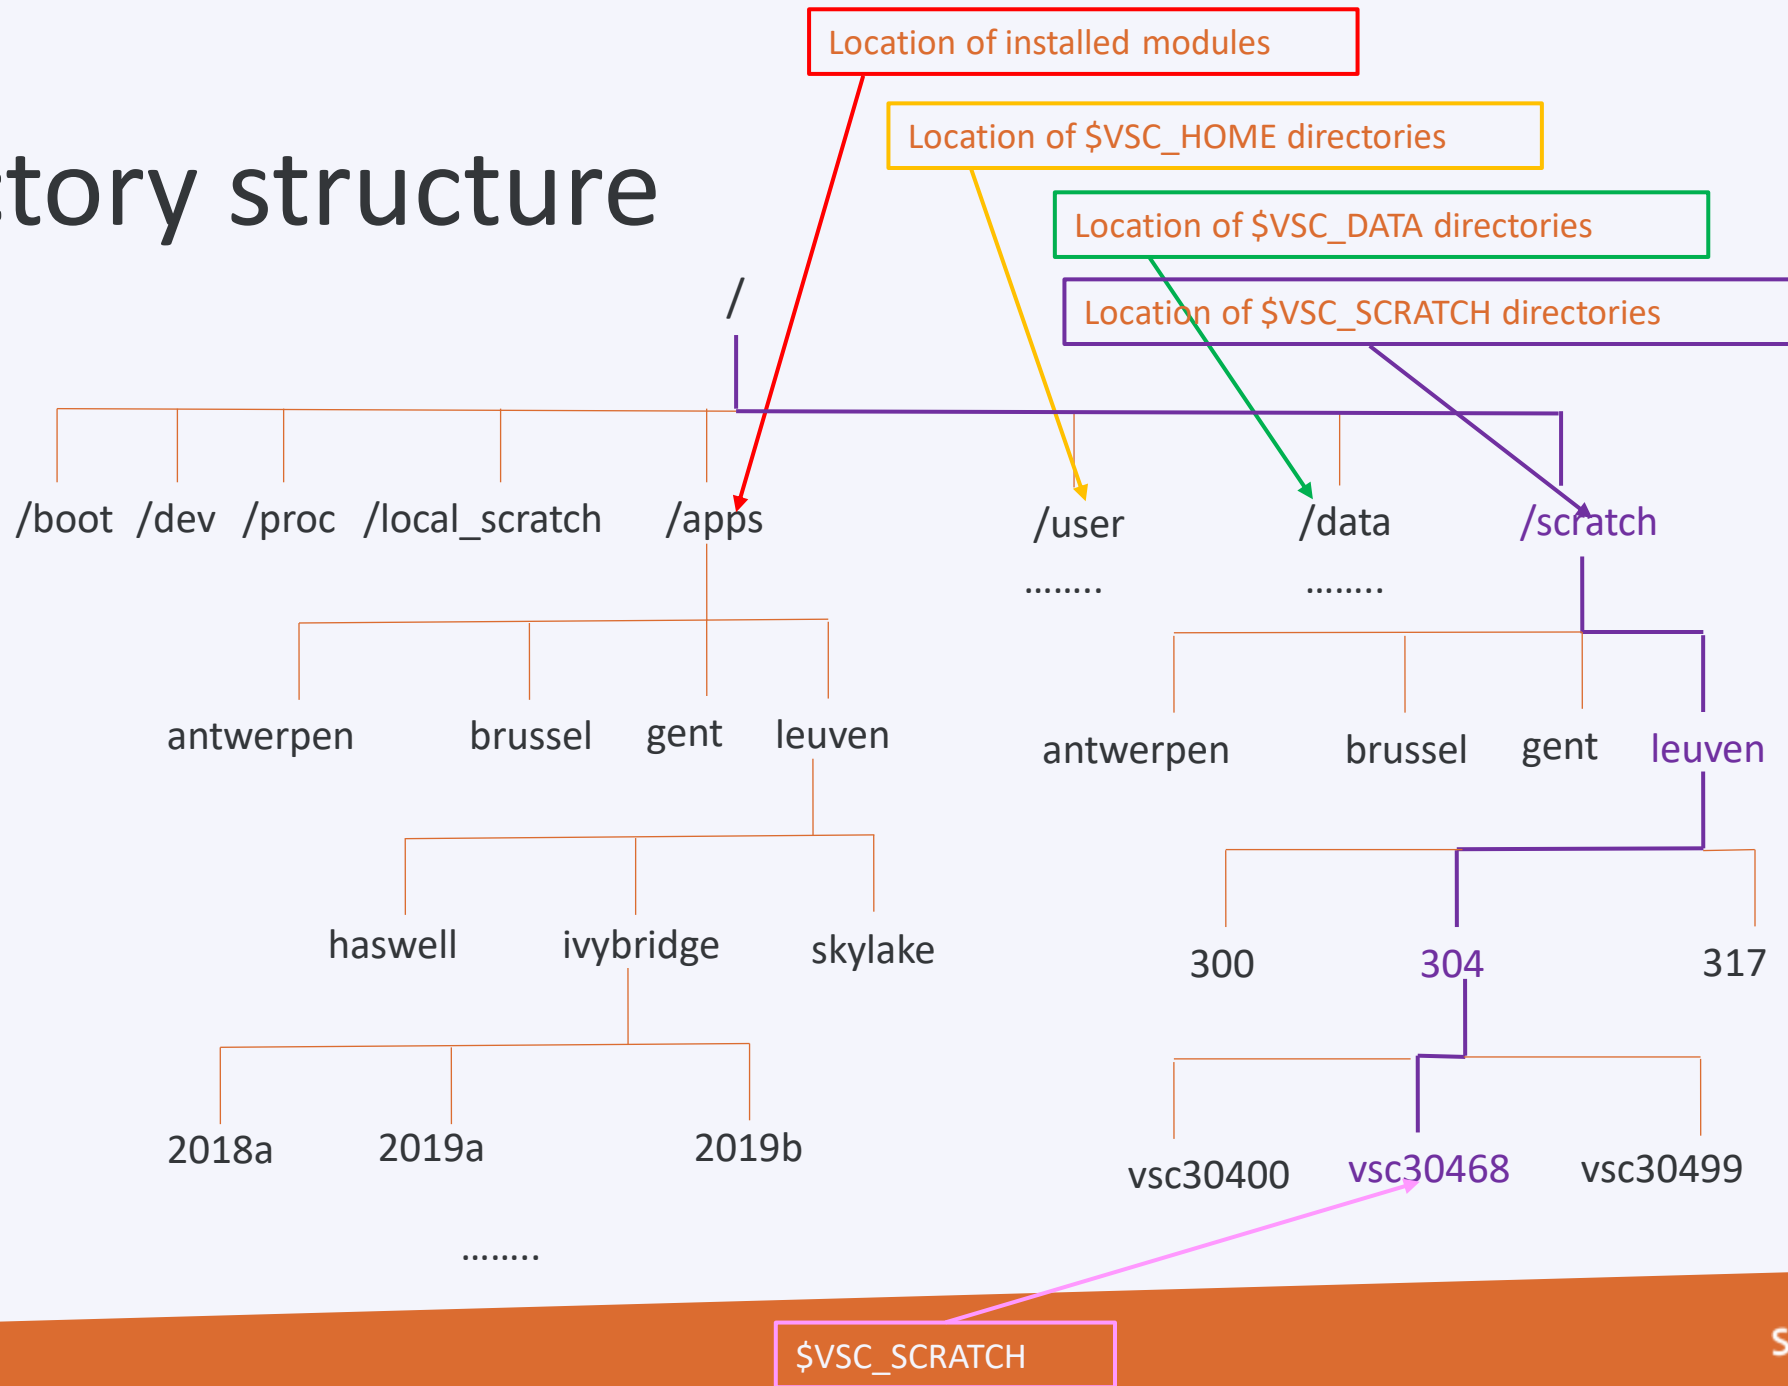 Location of installed modules
Location of $VSC_HOME directories
ctory structure
Location of $VSC_DATA directories
/
Location of $VSC_SCRATCH directories
/boot /dev /proc /local_scratch /apps /user /data /scratch
........ ........
antwerpen brussel gent leuven antwerpen brussel gent leuven
haswell ivybridge skylake 300 304 317
2018a 2019a 2019b vsc30400 vsc30468 vsc30499
........
$VSC_SCRATCH